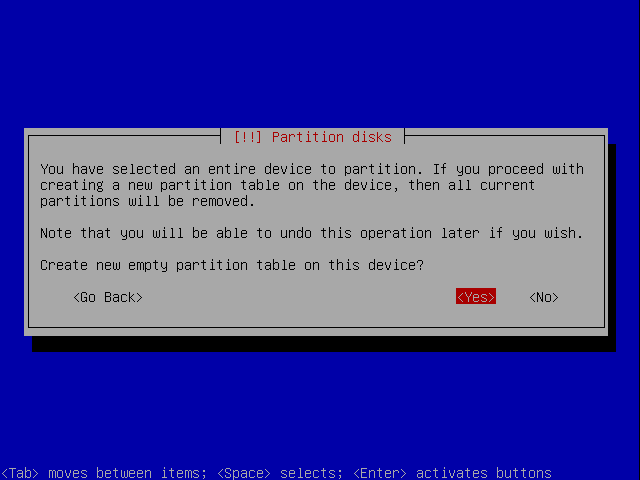 [!!] Partition disks
You have selected an entire device to partition. If you proceed with
creating a new partition table on the device, then all current
partitions will be removed.
Note that you will be able to undo this operation later if you wish.
Create new empty partition table on this device?
<Go Back> <Yes> <No>
<Tab> moves between items; <Space> selects; <Enter> activates buttons